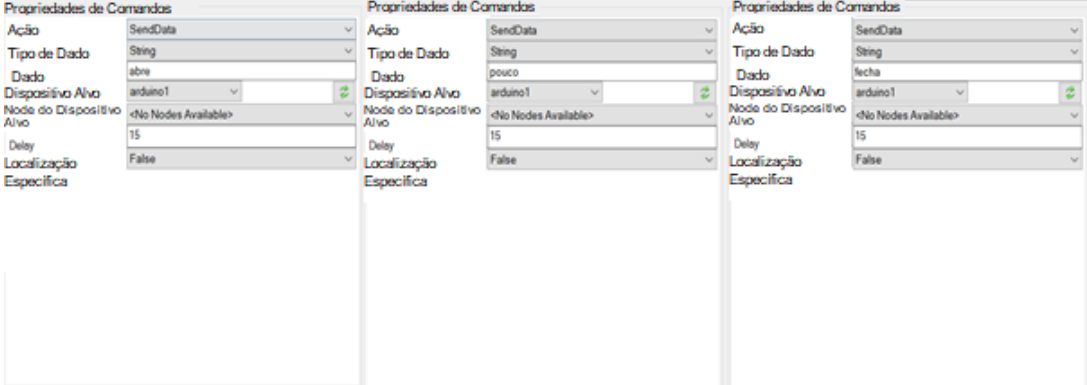 Propriedades de Comandos
Ação SendData
Tipo de Dado String
Dado abre
Dispositivo Alvo arduino1
Node do Dispositivo Alvo <No Nodes Available>
Delay 15
Localização Específica False
Propriedades de Comandos
Ação SendData
Tipo de Dado String
Dado pouco
Dispositivo Alvo arduino1
Node do Dispositivo Alvo <No Nodes Available>
Delay 15
Localização Específica False
Propriedades de Comandos
Ação SendData
Tipo de Dado String
Dado fecha
Dispositivo Alvo arduino1
Node do Dispositivo Alvo <No Nodes Available>
Delay 15
Localização Específica False